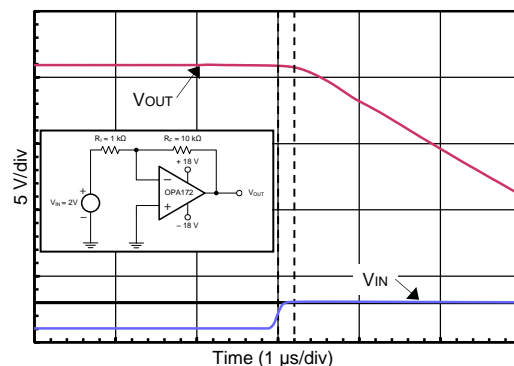 VOUT
R₁ = 1 kΩ
RF = 10 kΩ
+ 18 V
−
OPA172
VOUT
+
VIN = 2V
+
−
− 18 V
VIN
5 V/div
Time (1 µs/div)